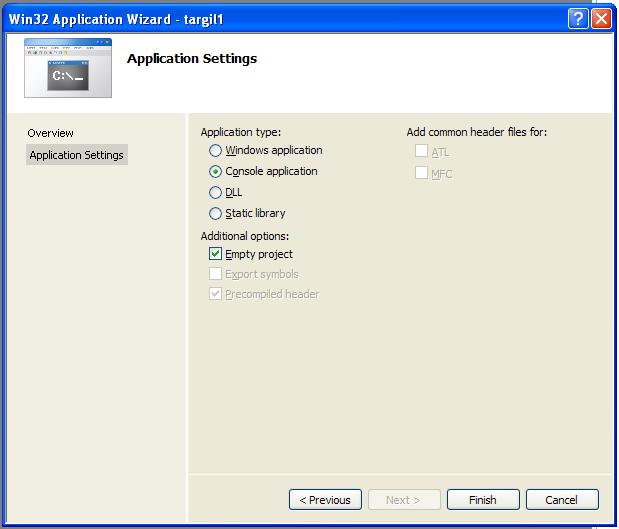 Win32 Application Wizard - targil1
Application Settings
C:\_
Overview
Application Settings
Application type:
Windows application
Console application
DLL
Static library
Additional options:
Empty project
Export symbols
Precompiled header
Add common header files for:
ATL
MFC
< Previous
Next >
Finish
Cancel